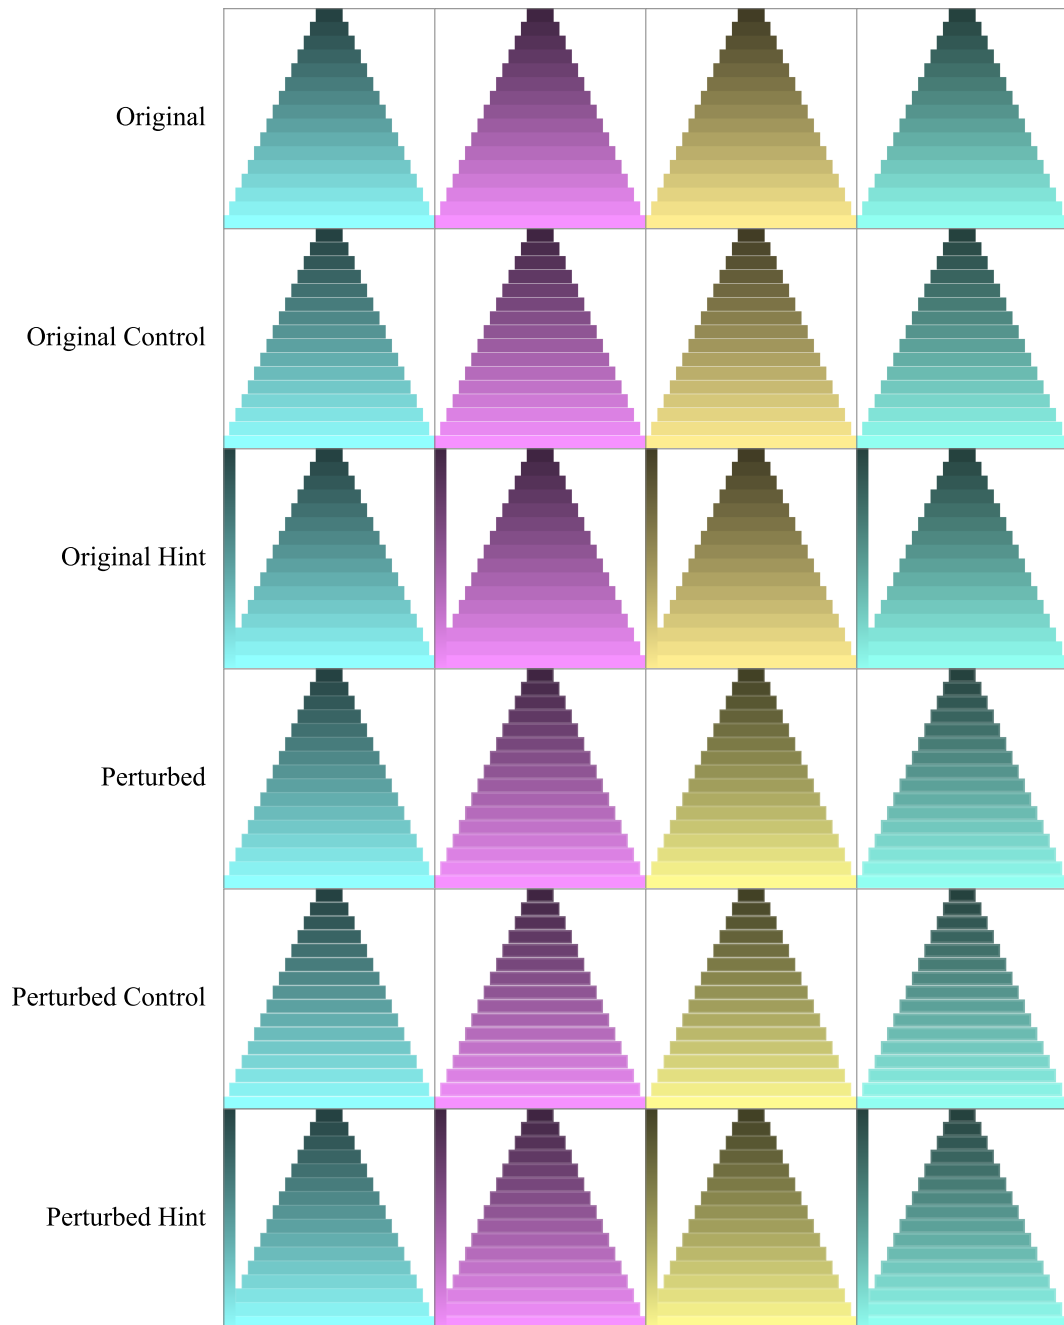 Original
Original Control
Original Hint
Perturbed
Perturbed Control
Perturbed Hint